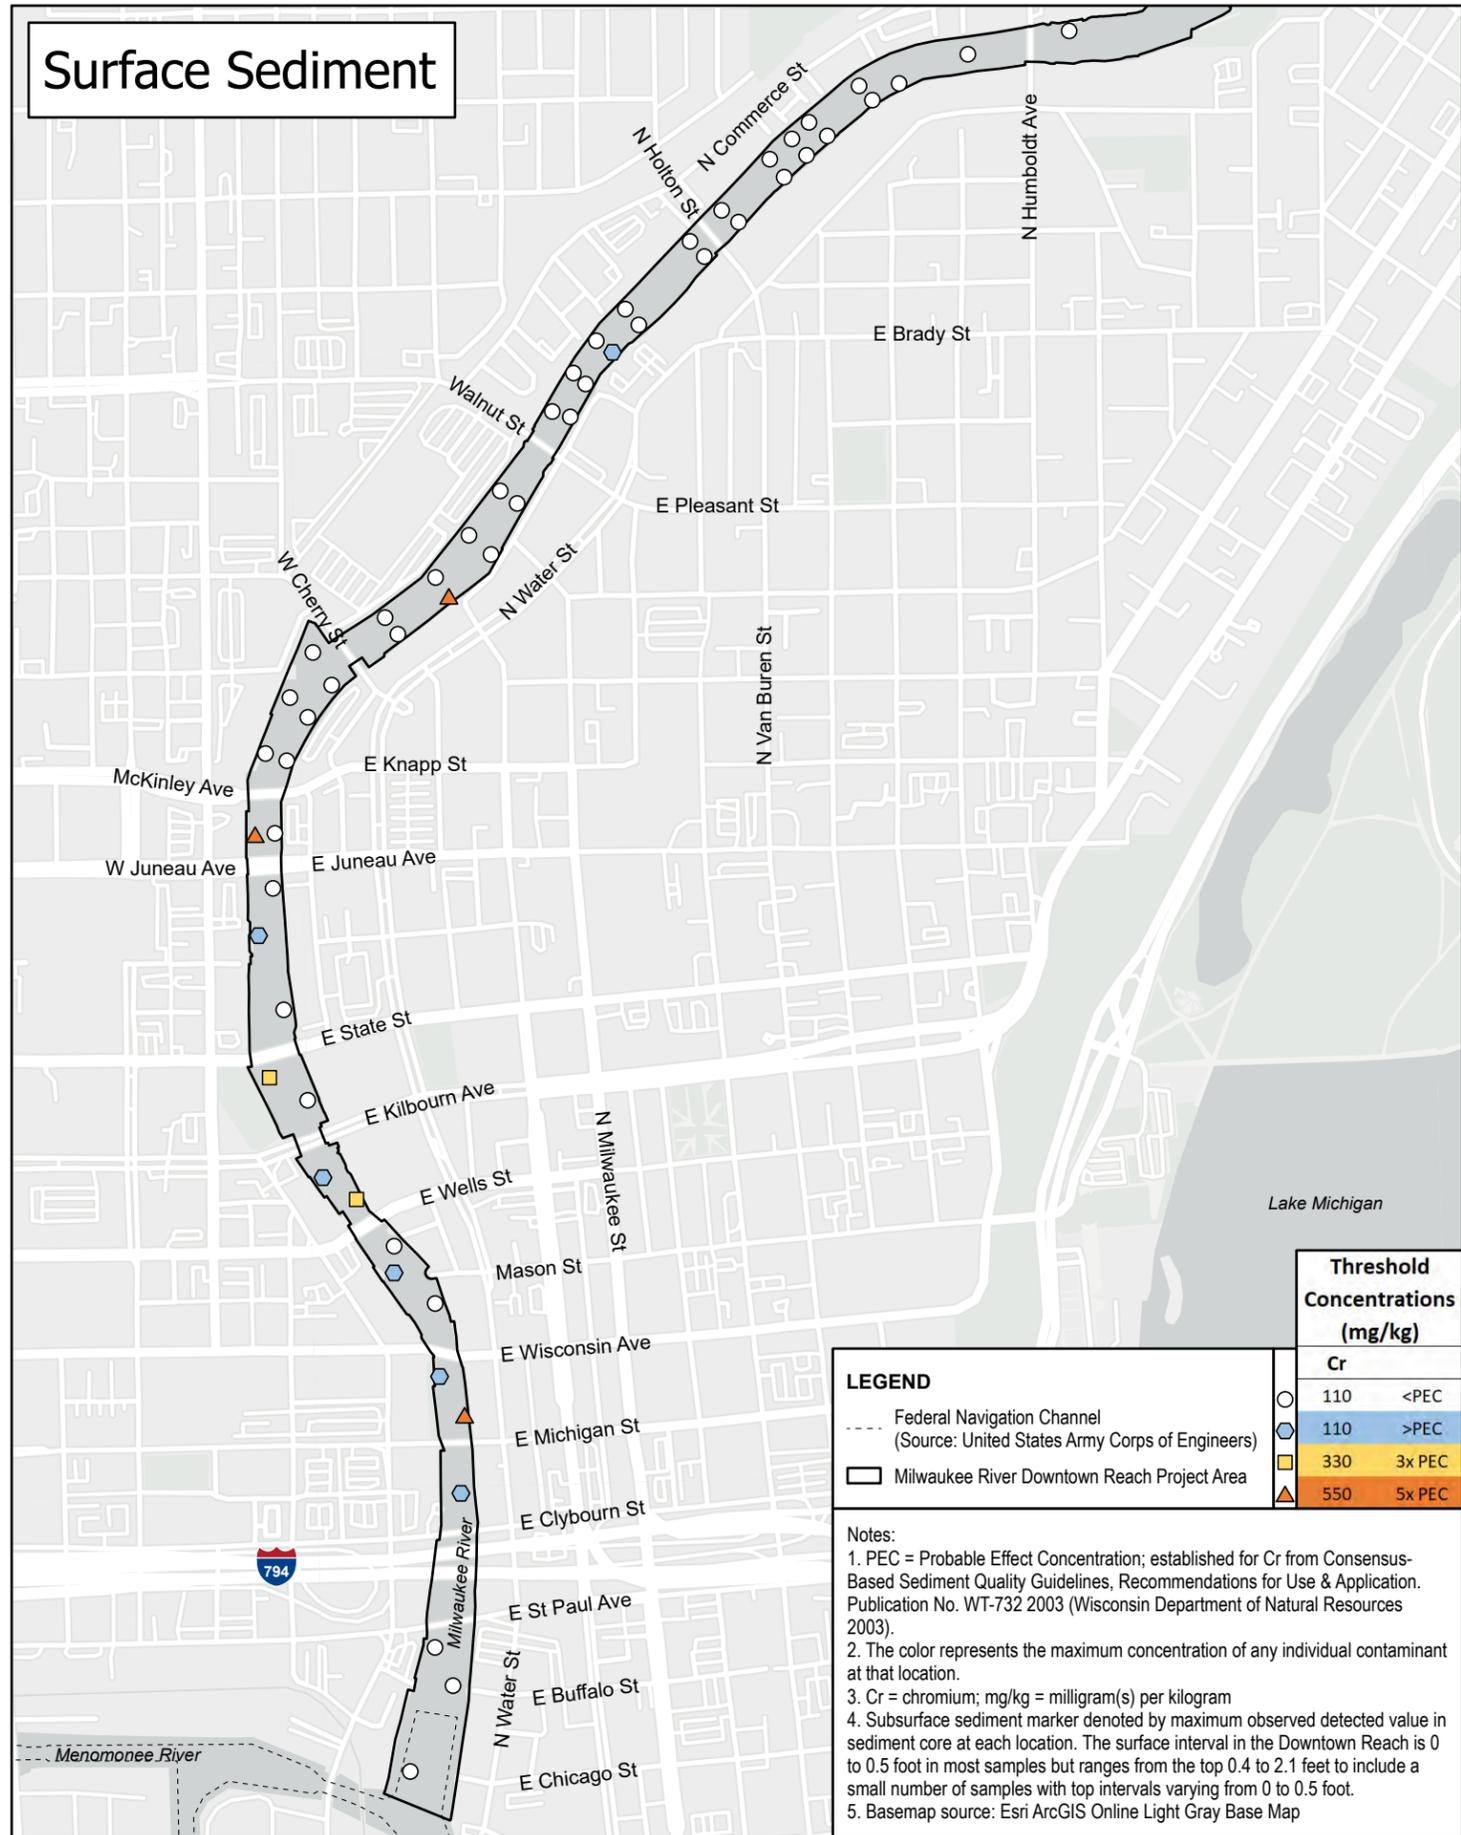 Surface Sediment
N Commerce St
N Holton St
N Humboldt Ave
E Brady St
Walnut St
E Pleasant St
W Cherry St
N Water St
N Van Buren St
McKinley Ave
E Knapp St
W Juneau Ave
E Juneau Ave
E State St
E Kilbourn Ave
N Milwaukee St
E Wells St
Lake Michigan
Mason St
E Wisconsin Ave
E Michigan St
E Clybourn St
794
Milwaukee River
E St Paul Ave
N Water St
E Buffalo St
Menomonee River
E Chicago St
Threshold
Concentrations
(mg/kg)
Cr
110 <PEC
110 >PEC
330 3x PEC
550 5x PEC
LEGEND
Federal Navigation Channel
(Source: United States Army Corps of Engineers)
Milwaukee River Downtown Reach Project Area
Notes:
1. PEC = Probable Effect Concentration; established for Cr from Consensus-
Based Sediment Quality Guidelines, Recommendations for Use & Application.
Publication No. WT-732 2003 (Wisconsin Department of Natural Resources
2003).
2. The color represents the maximum concentration of any individual contaminant
at that location.
3. Cr = chromium; mg/kg = milligram(s) per kilogram
4. Subsurface sediment marker denoted by maximum observed detected value in
sediment core at each location. The surface interval in the Downtown Reach is 0
to 0.5 foot in most samples but ranges from the top 0.4 to 2.1 feet to include a
small number of samples with top intervals varying from 0 to 0.5 foot.
5. Basemap source: Esri ArcGIS Online Light Gray Base Map